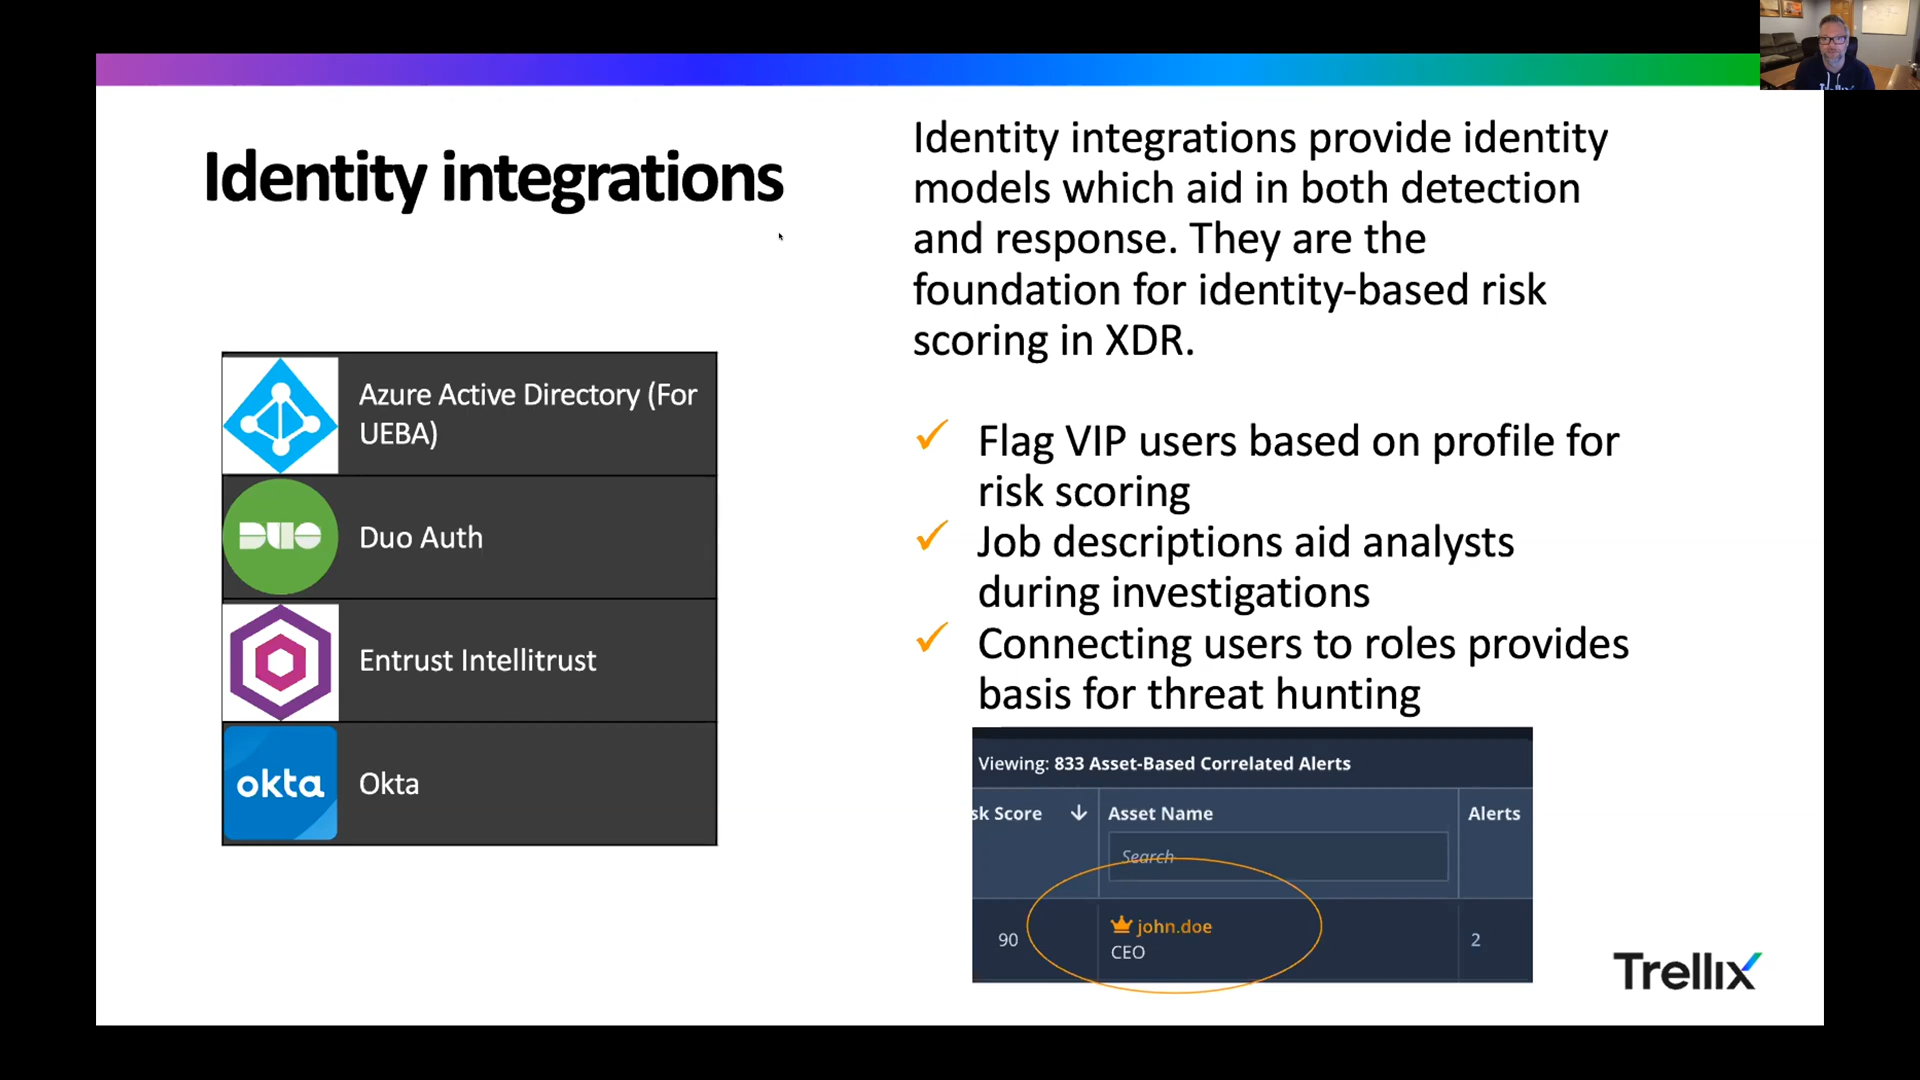 Identity integrations
Azure Active Directory (For
UEBA)
DUO
Duo Auth
Entrust Intellitrust
okta
Okta
Identity integrations provide identity
models which aid in both detection
and response. They are the
foundation for identity-based risk
scoring in XDR.
Flag VIP users based on profile for
risk scoring
Job descriptions aid analysts
during investigations
Connecting users to roles provides
basis for threat hunting
Viewing: 833 Asset-Based Correlated Alerts
sk Score
Asset Name
Alerts
Search
90
john.doe
2
CEO
Trellix